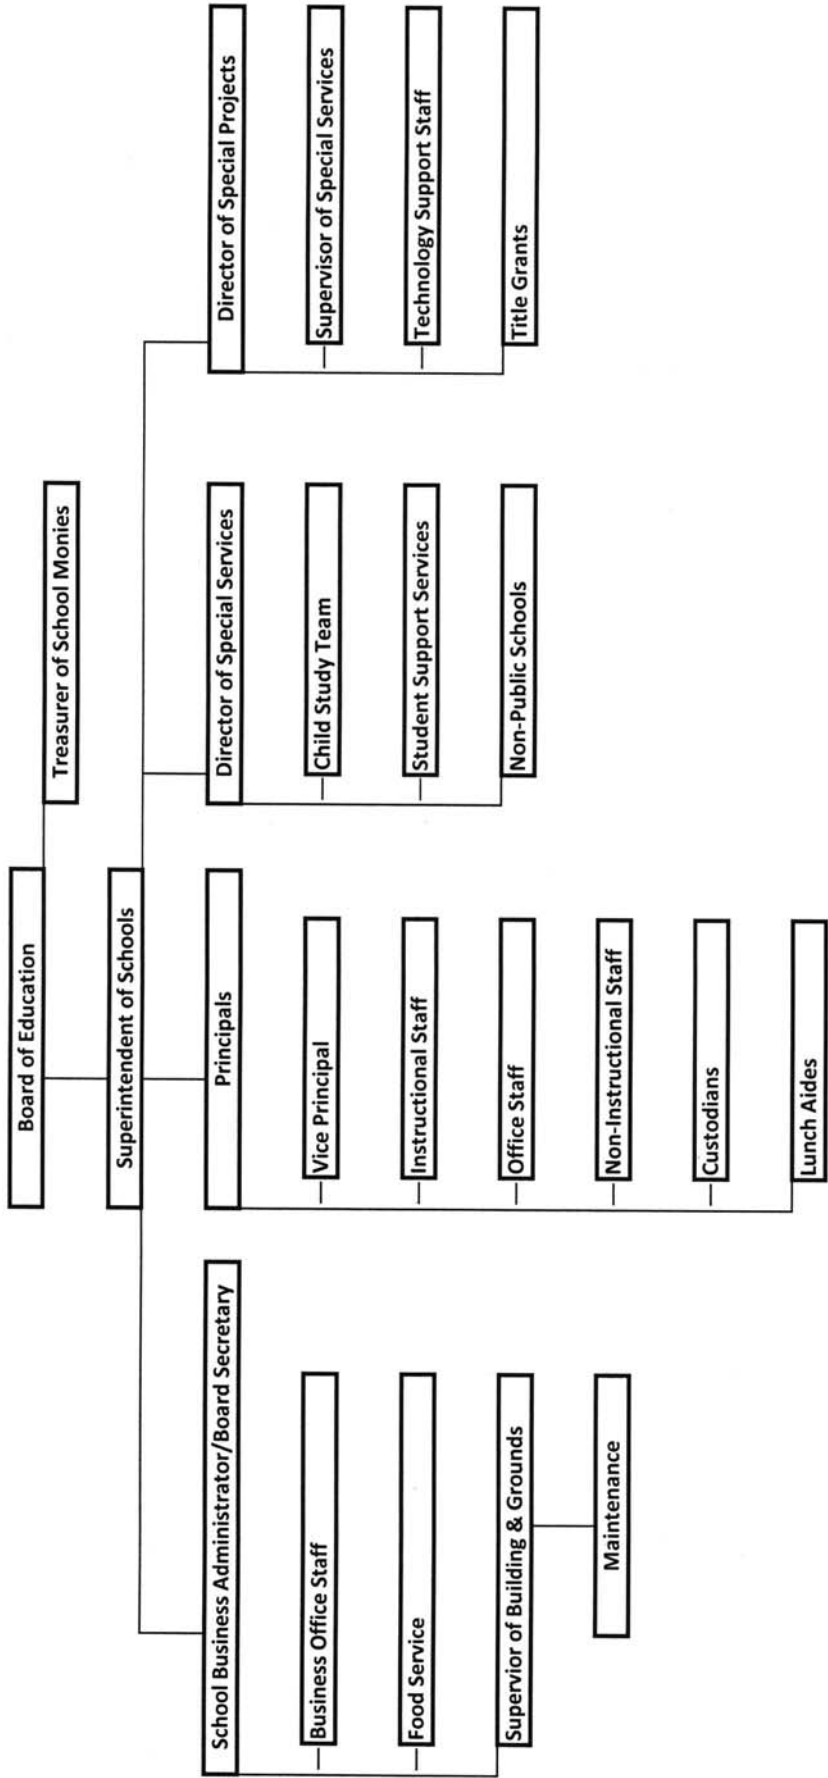 Board of Education
Treasurer of School Monies
Superintendent of Schools
School Business Administrator/Board Secretary
Business Office Staff
Food Service
Supervior of Building & Grounds
Maintenance
Principals
Vice Principal
Instructional Staff
Office Staff
Non-Instructional Staff
Custodians
Lunch Aides
Director of Special Services
Child Study Team
Student Support Services
Non-Public Schools
Director of Special Projects
Supervisor of Special Services
Technology Support Staff
Title Grants